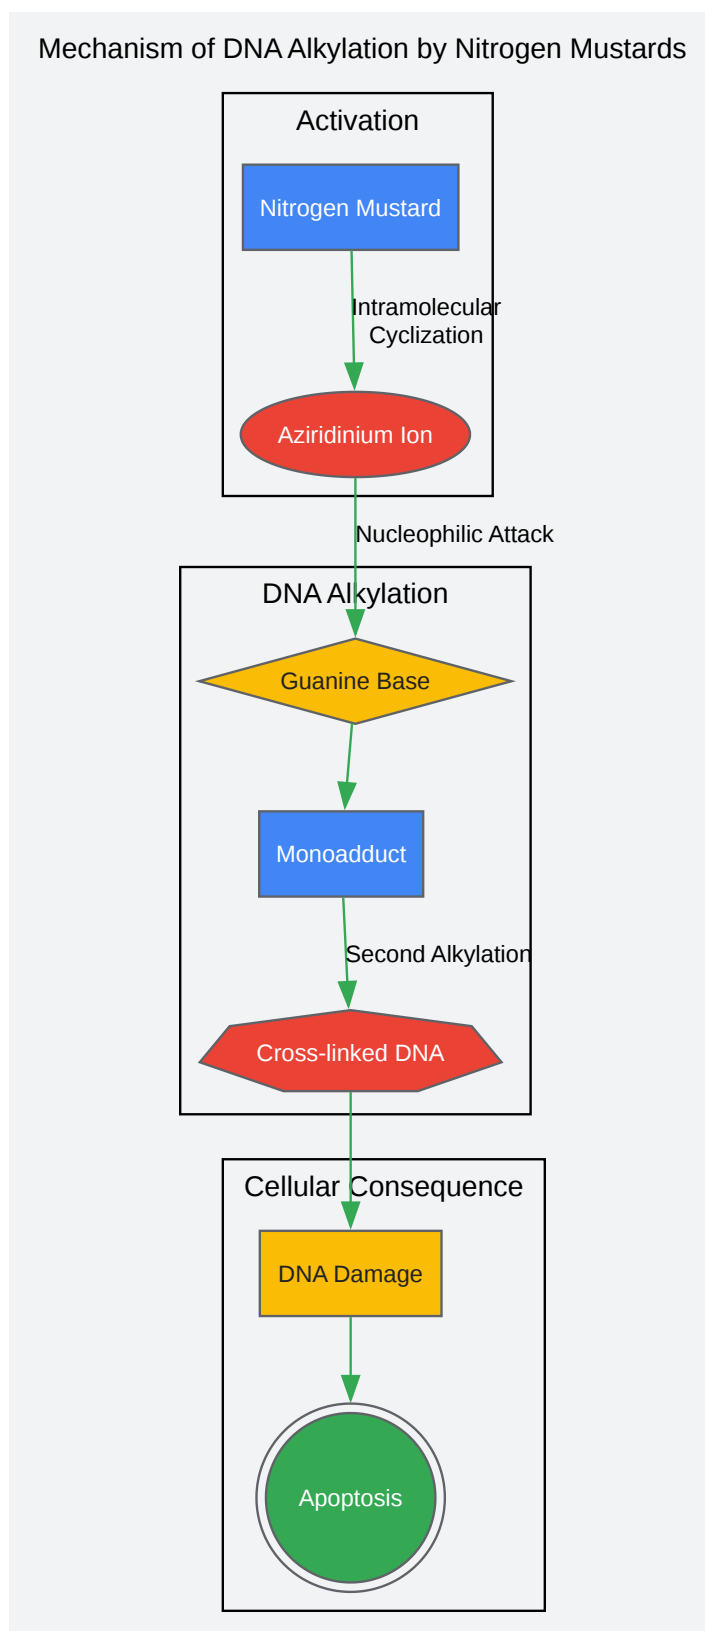 Mechanism of DNA Alkylation by Nitrogen Mustards
Activation
Nitrogen Mustard
Intramolecular
Cyclization
Aziridinium Ion
Nucleophilic Attack
DNA Alkylation
Guanine Base
Monoadduct
Second Alkylation
Cross-linked DNA
Cellular Consequence
DNA Damage
Apoptosis